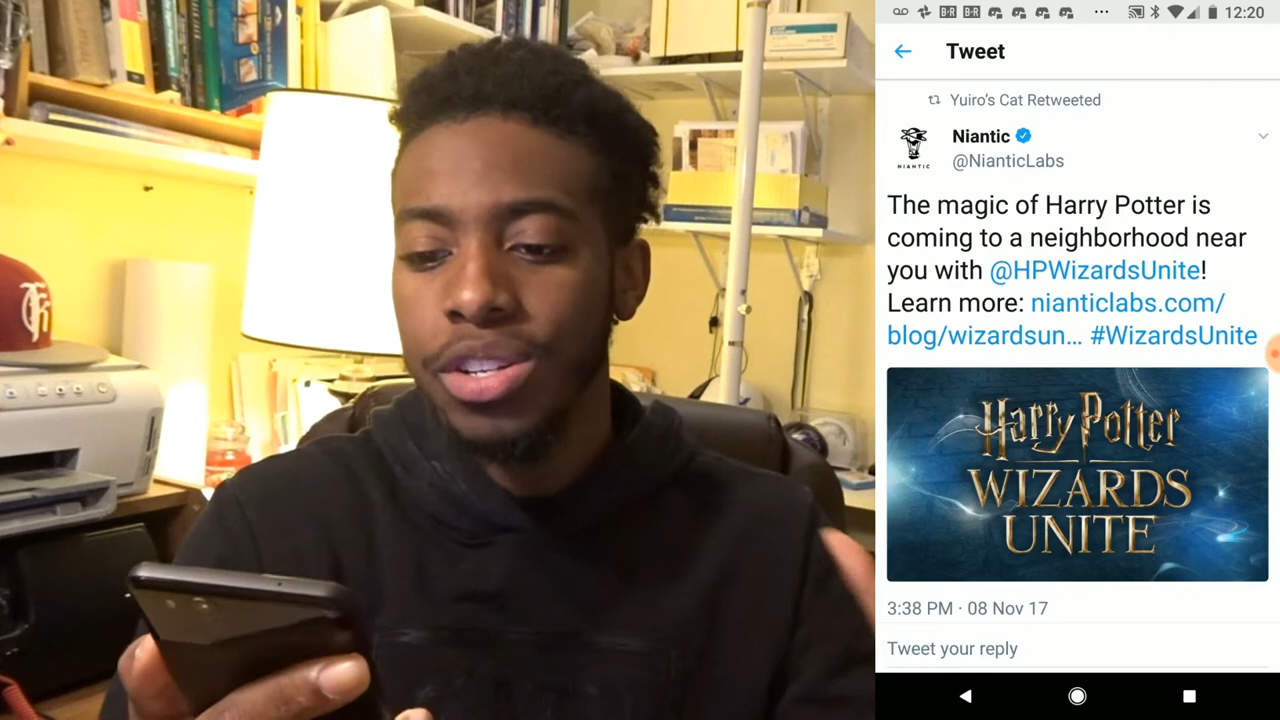 B-R B-R 12:20
Tweet
Yuiro's Cat Retweeted
Niantic
@NianticLabs
NIANTIC
The magic of Harry Potter is
coming to a neighborhood near
you with @HPWizardsUnite!
Learn more: nianticlabs.com/
blog/wizardsun... #WizardsUnite
Harry Potter
WIZARDS
UNITE
3:38 PM · 08 Nov 17
Tweet your reply